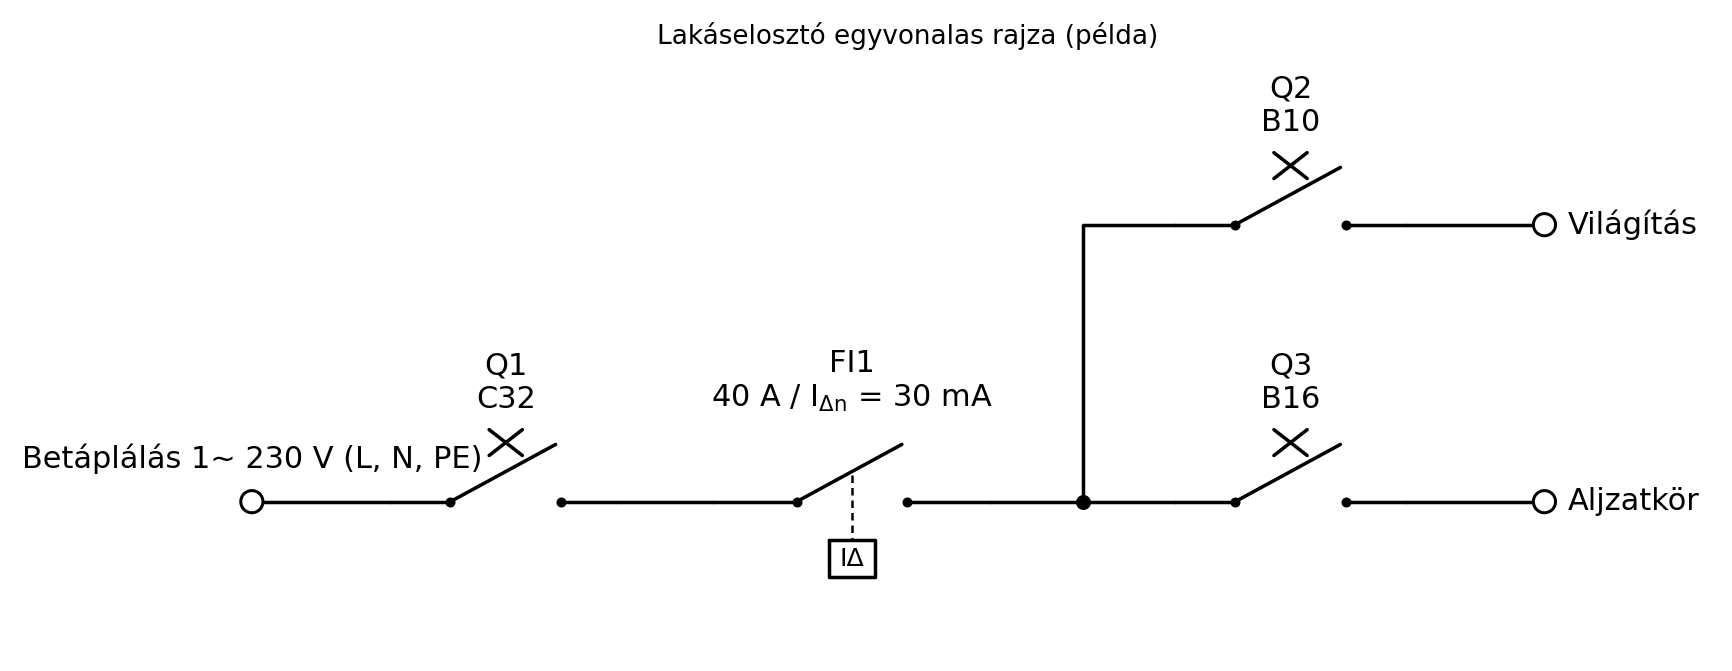 Lakáselosztó egyvonalas rajza (példa)
Q2
B10
Világítás
Q1
C32
FI1
40 A / I_Δn = 30 mA
Q3
B16
Betáplálás 1~ 230 V (L, N, PE)
Aljzatkör
IΔ